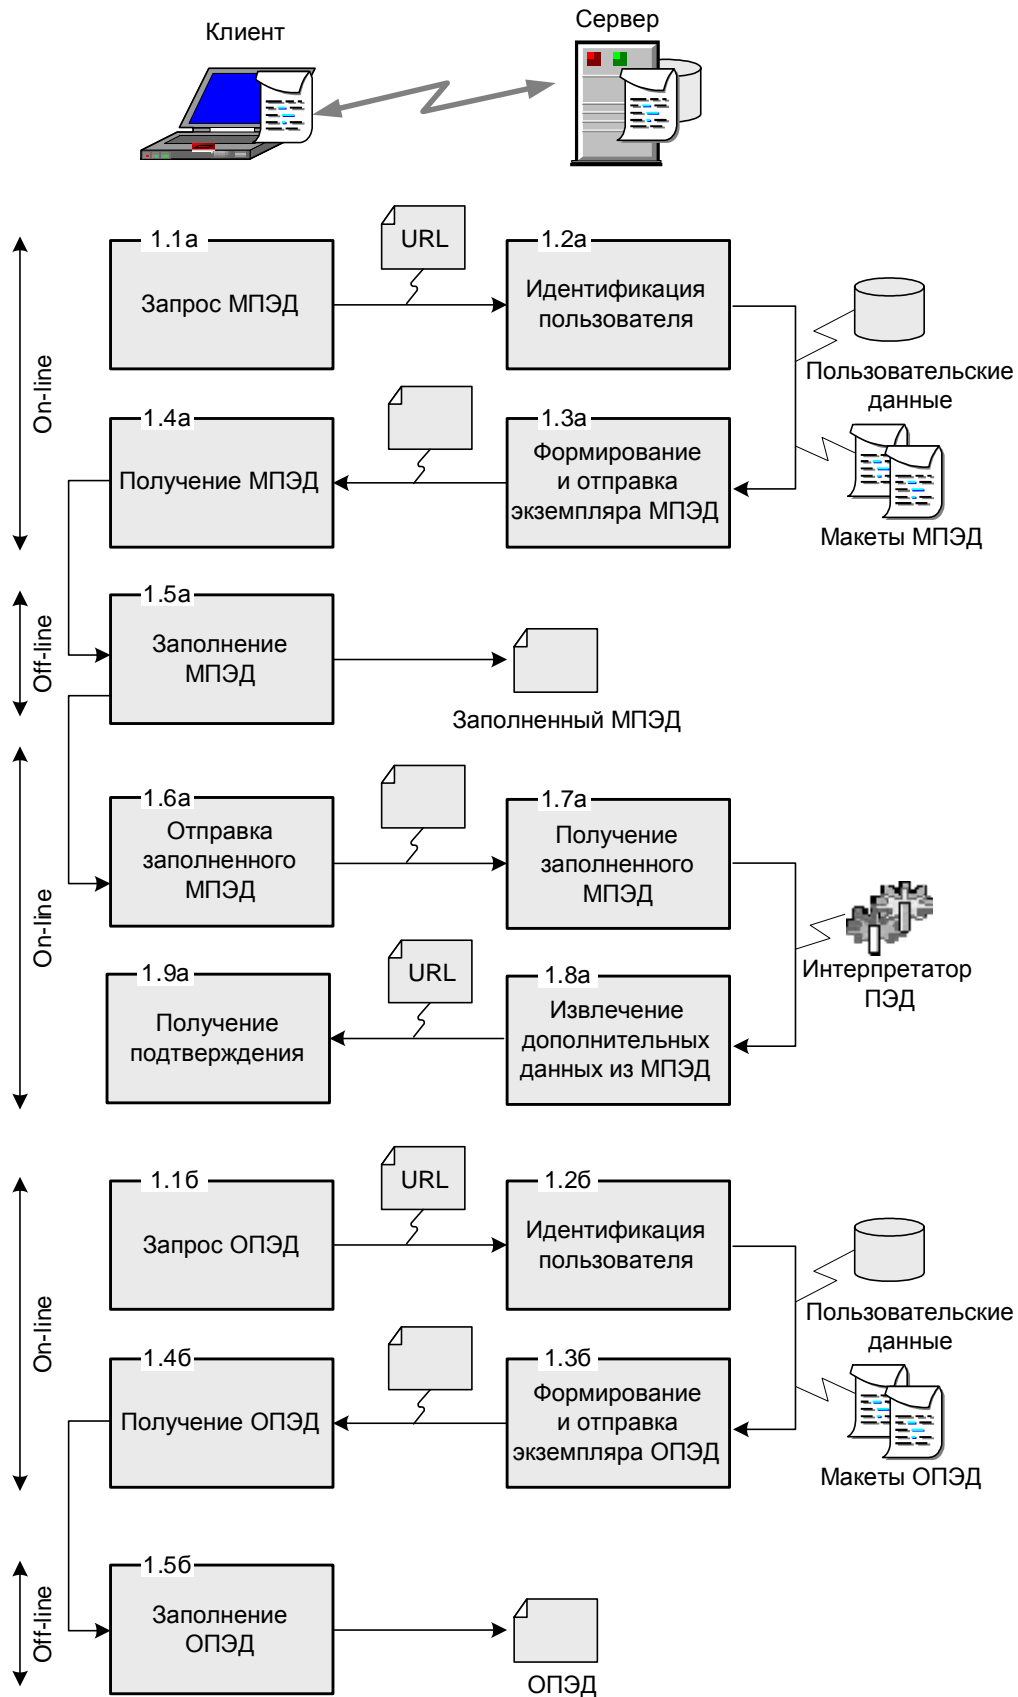 Клиент
Сервер
On-line
1.1а
Запрос МПЭД
URL
1.2а
Идентификация
пользователя
Пользовательские
данные
1.4а
Получение МПЭД
1.3а
Формирование
и отправка
экземпляра МПЭД
Макеты МПЭД
Off-line
1.5а
Заполнение
МПЭД
Заполненный МПЭД
On-line
1.6а
Отправка
заполненного
МПЭД
1.7а
Получение
заполненного
МПЭД
Интерпретатор
ПЭД
1.9а
Получение
подтверждения
URL
1.8а
Извлечение
дополнительных
данных из МПЭД
On-line
1.1б
Запрос ОПЭД
URL
1.2б
Идентификация
пользователя
Пользовательские
данные
1.4б
Получение ОПЭД
1.3б
Формирование
и отправка
экземпляра ОПЭД
Макеты ОПЭД
Off-line
1.5б
Заполнение
ОПЭД
ОПЭД